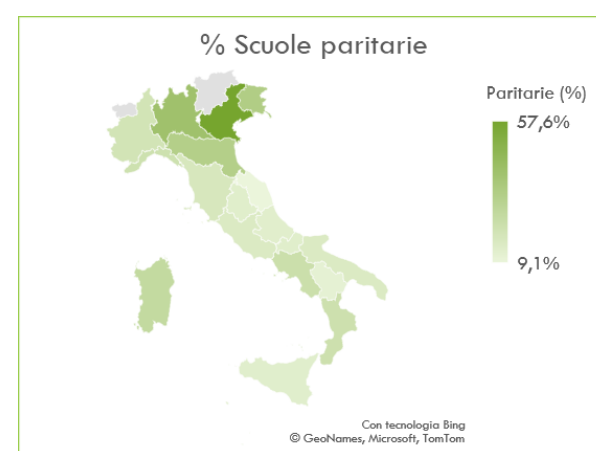 % Scuole paritarie
Paritarie (%)
57,6%
9,1%
Con tecnologia Bing
© GeoNames, Microsoft, TomTom